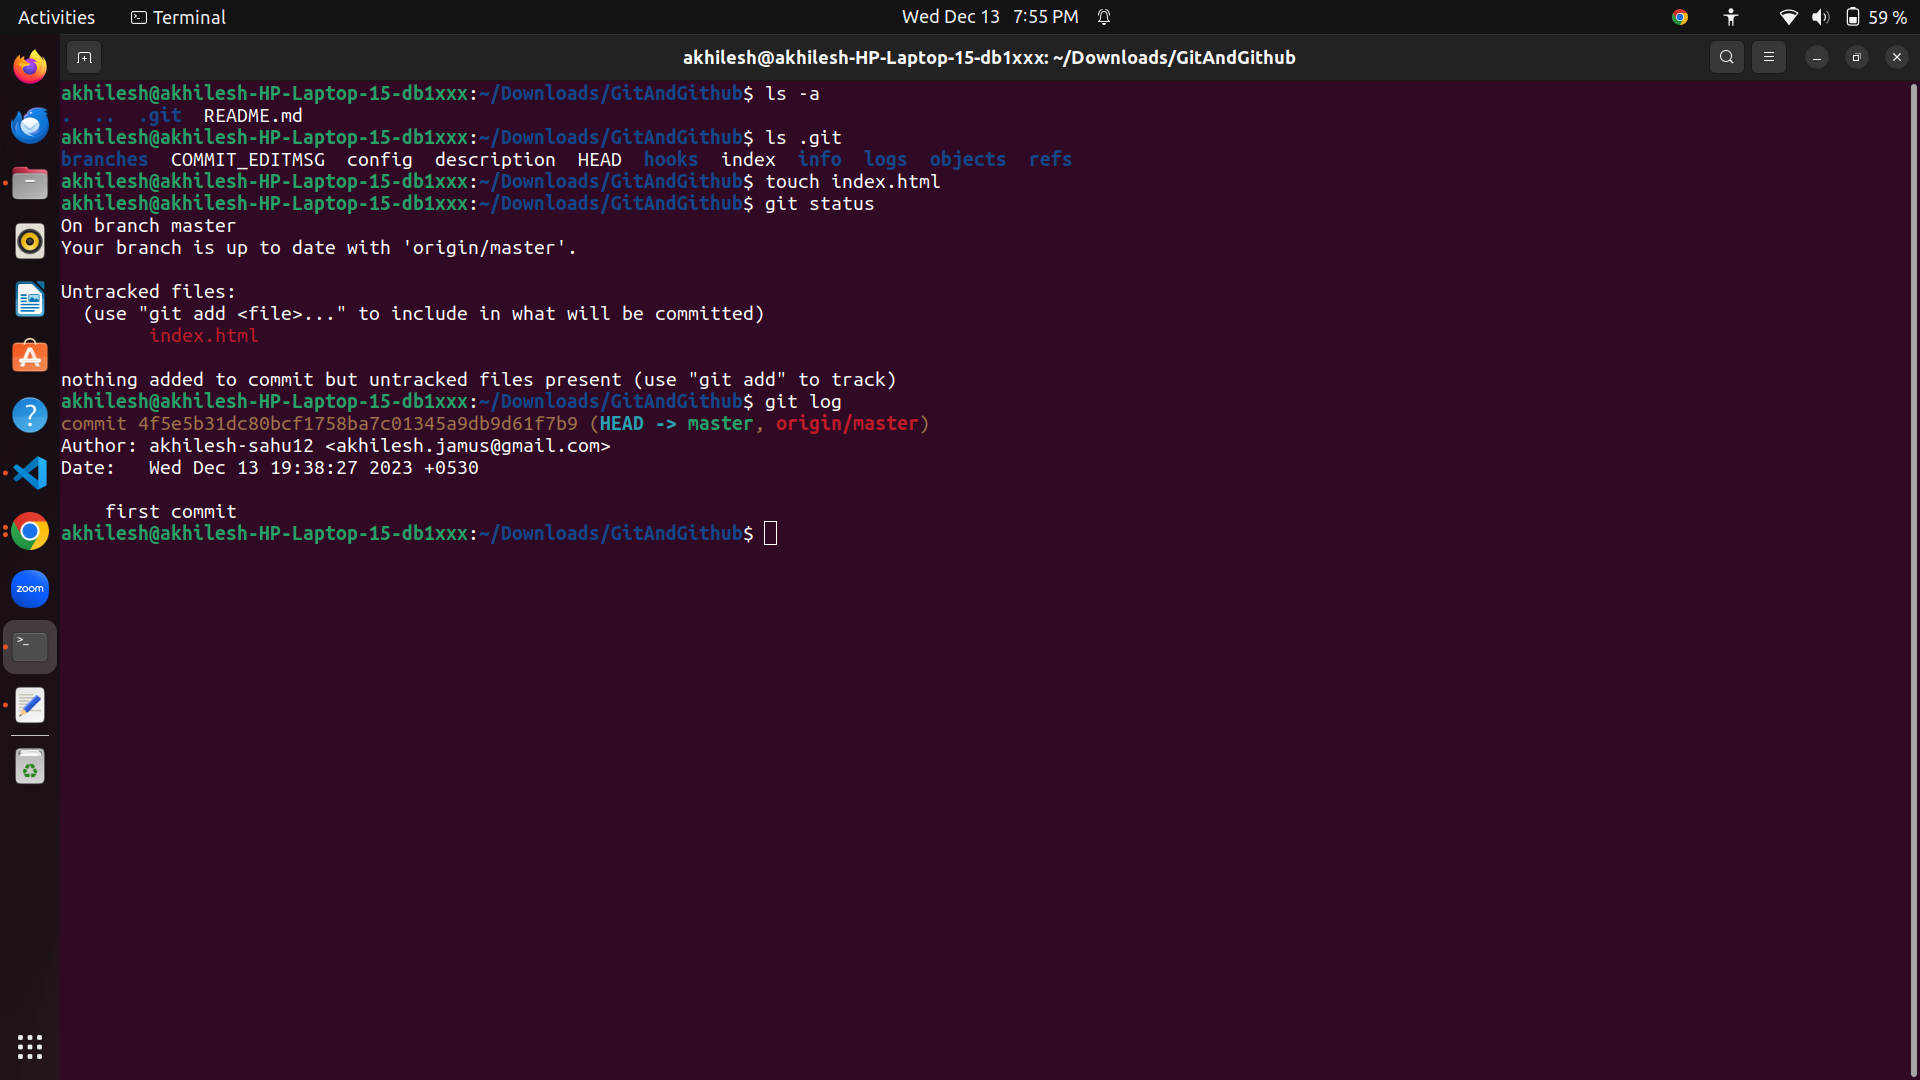 Activities Terminal Wed Dec 13 7:55 PM 59 %
akhilesh@akhilesh-HP-Laptop-15-db1xxx: ~/Downloads/GitAndGithub
akhilesh@akhilesh-HP-Laptop-15-db1xxx:~/Downloads/GitAndGithub$ ls -a
. .. .git README.md
akhilesh@akhilesh-HP-Laptop-15-db1xxx:~/Downloads/GitAndGithub$ ls .git
branches COMMIT_EDITMSG config description HEAD hooks index info logs objects refs
akhilesh@akhilesh-HP-Laptop-15-db1xxx:~/Downloads/GitAndGithub$ touch index.html
akhilesh@akhilesh-HP-Laptop-15-db1xxx:~/Downloads/GitAndGithub$ git status
On branch master
Your branch is up to date with 'origin/master'.
Untracked files:
(use "git add <file>..." to include in what will be committed)
index.html
nothing added to commit but untracked files present (use "git add" to track)
akhilesh@akhilesh-HP-Laptop-15-db1xxx:~/Downloads/GitAndGithub$ git log
commit 4f5e5b31dc80bcf1758ba7c01345a9db9d61f7b9 (HEAD -> master, origin/master)
Author: akhilesh-sahu12 <akhilesh.jamus@gmail.com>
Date: Wed Dec 13 19:38:27 2023 +0530
first commit
akhilesh@akhilesh-HP-Laptop-15-db1xxx:~/Downloads/GitAndGithub$
zoom